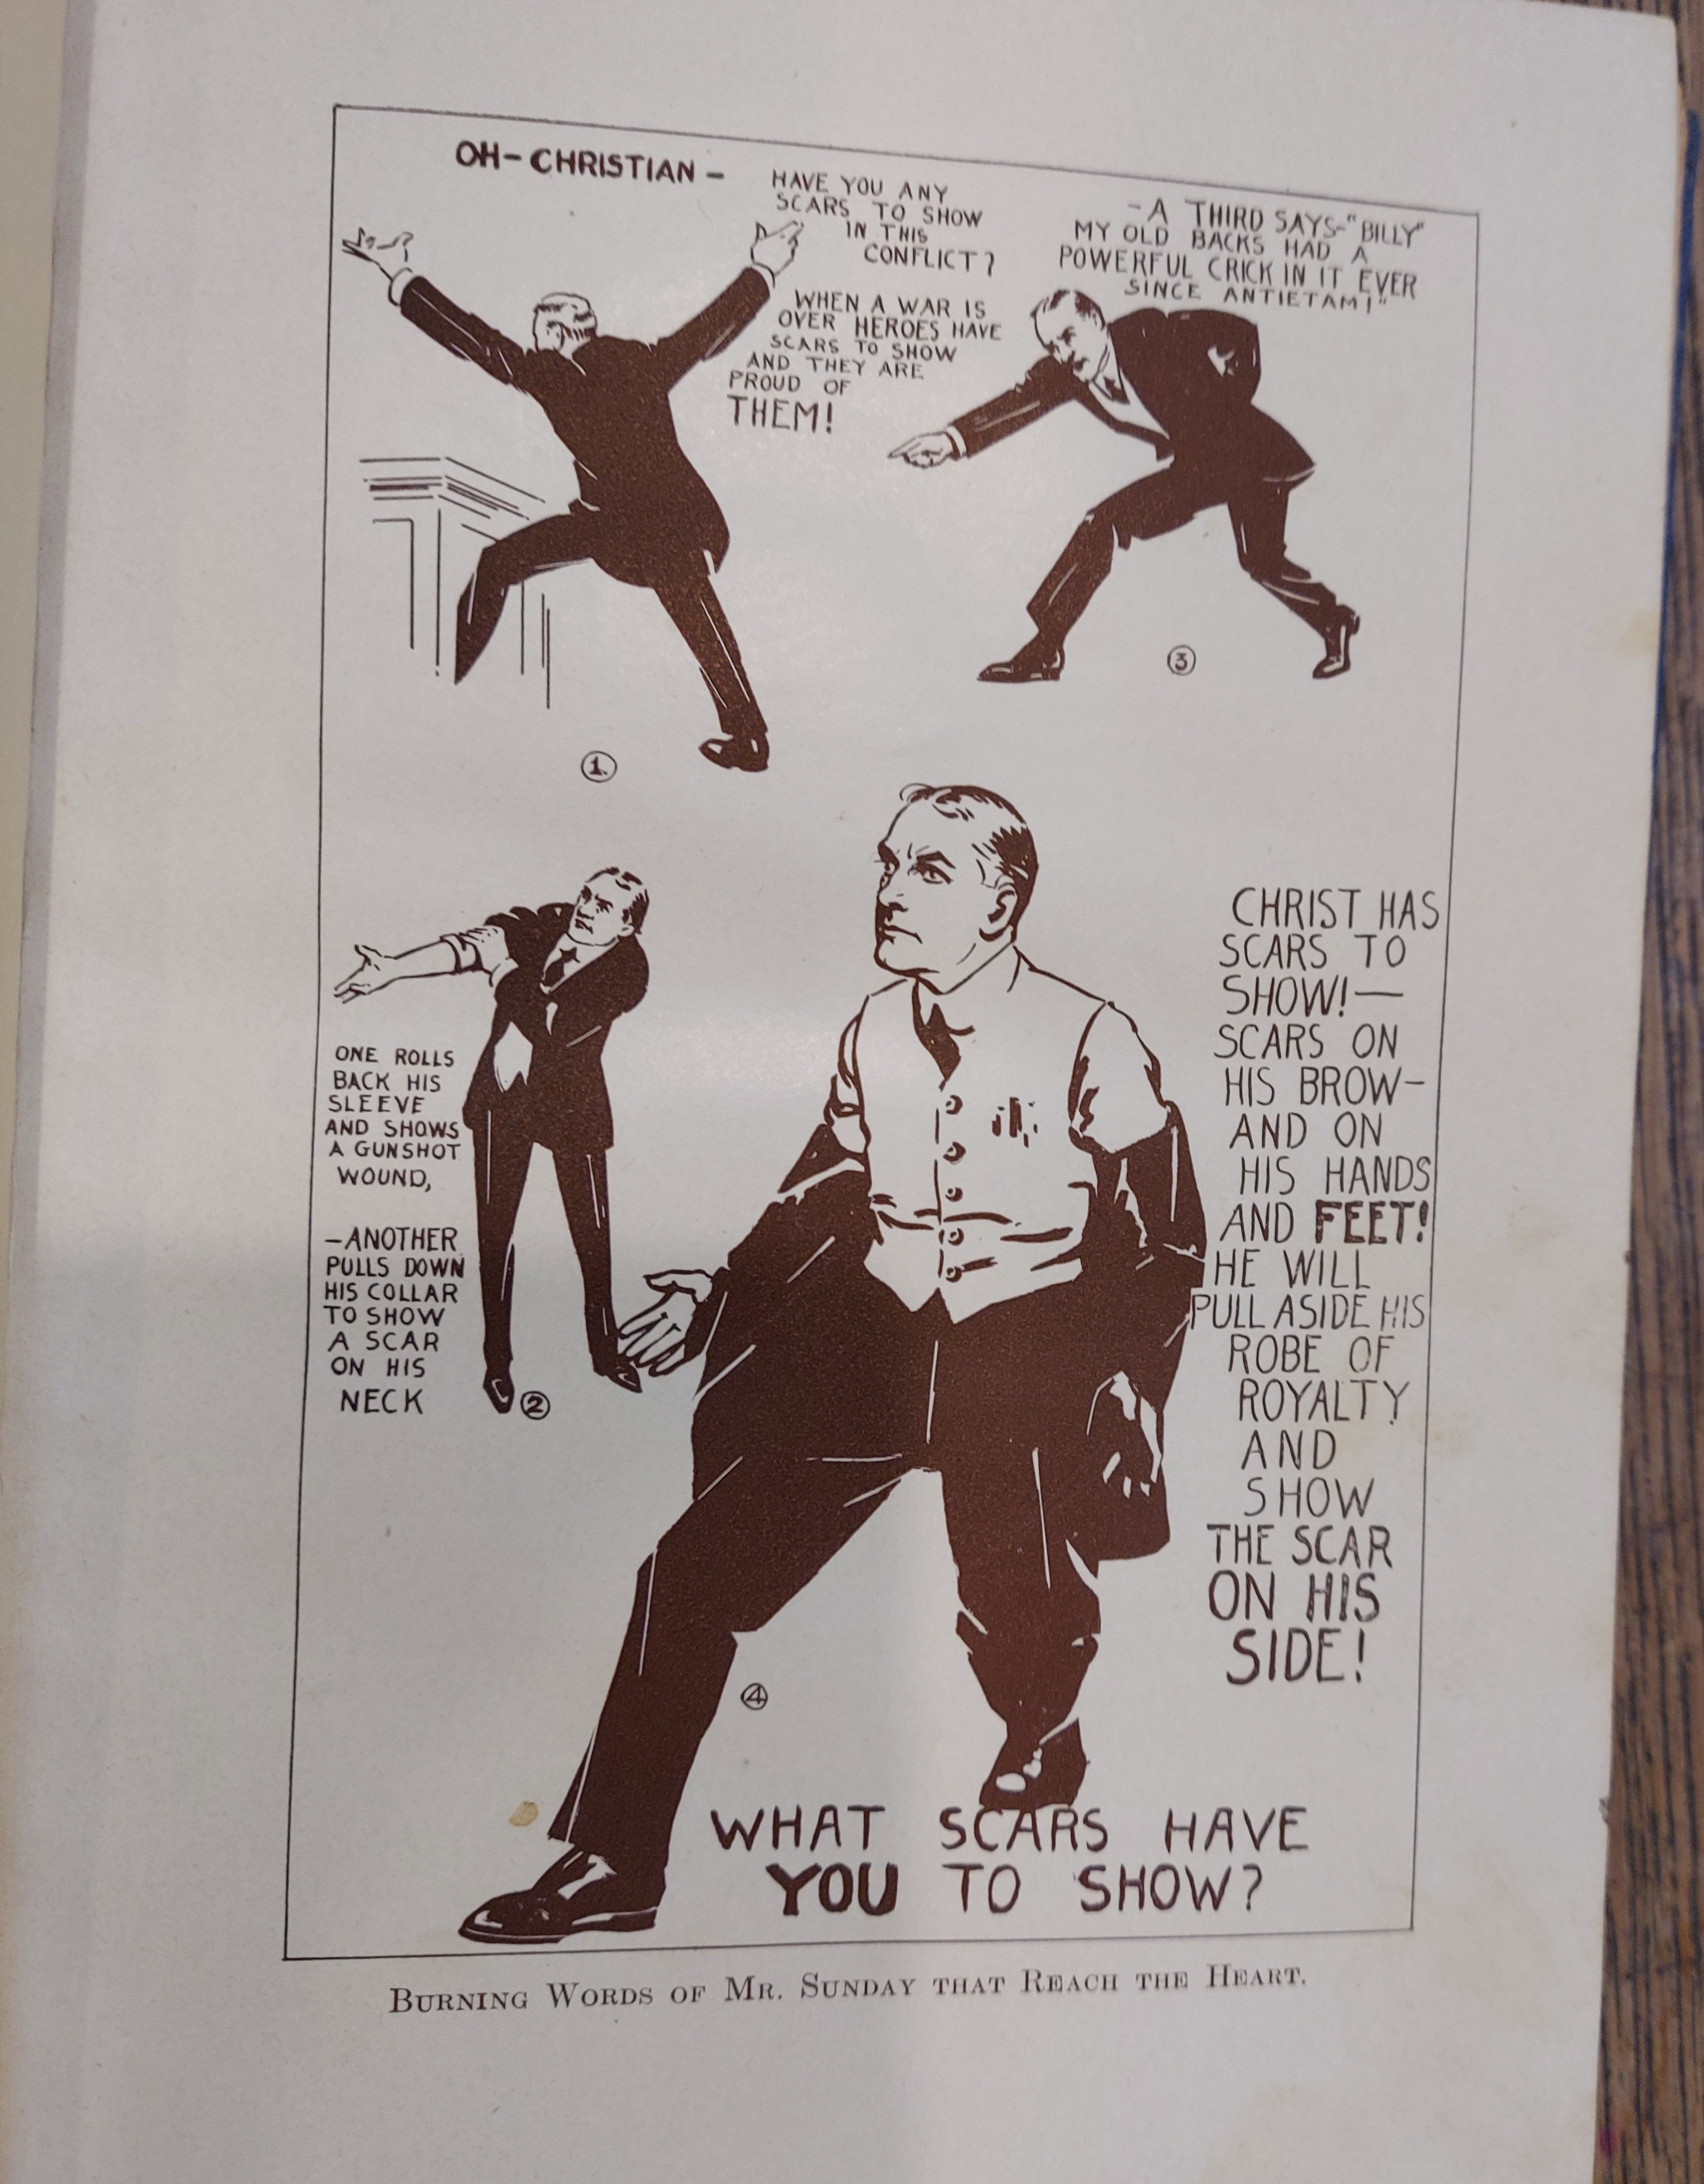 OH-CHRISTIAN-
HAVE YOU ANY
SCARS TO SHOW
IN THIS
CONFLICT?
WHEN A WAR IS
OVER HEROES HAVE
SCARS TO SHOW
AND THEY ARE
PROUD OF
THEM!
1.
ONE ROLLS
BACK HIS
SLEEVE
AND SHOWS
A GUNSHOT
WOUND,
-ANOTHER
PULLS DOWN
HIS COLLAR
TO SHOW
A SCAR
ON HIS
NECK
2
-A THIRD SAYS-"BILLY"
MY OLD BACKS HAD A
POWERFUL CRICK IN IT EVER
SINCE ANTIETAM!"
3
CHRIST HAS
SCARS TO
SHOW!—
SCARS ON
HIS BROW-
AND ON
HIS HANDS
AND FEET!
HE WILL
PULL ASIDE HIS
ROBE OF
ROYALTY
AND
SHOW
THE SCAR
ON HIS
SIDE!
4
WHAT SCARS HAVE
YOU TO SHOW?
BURNING WORDS OF MR. SUNDAY THAT REACH THE HEART.